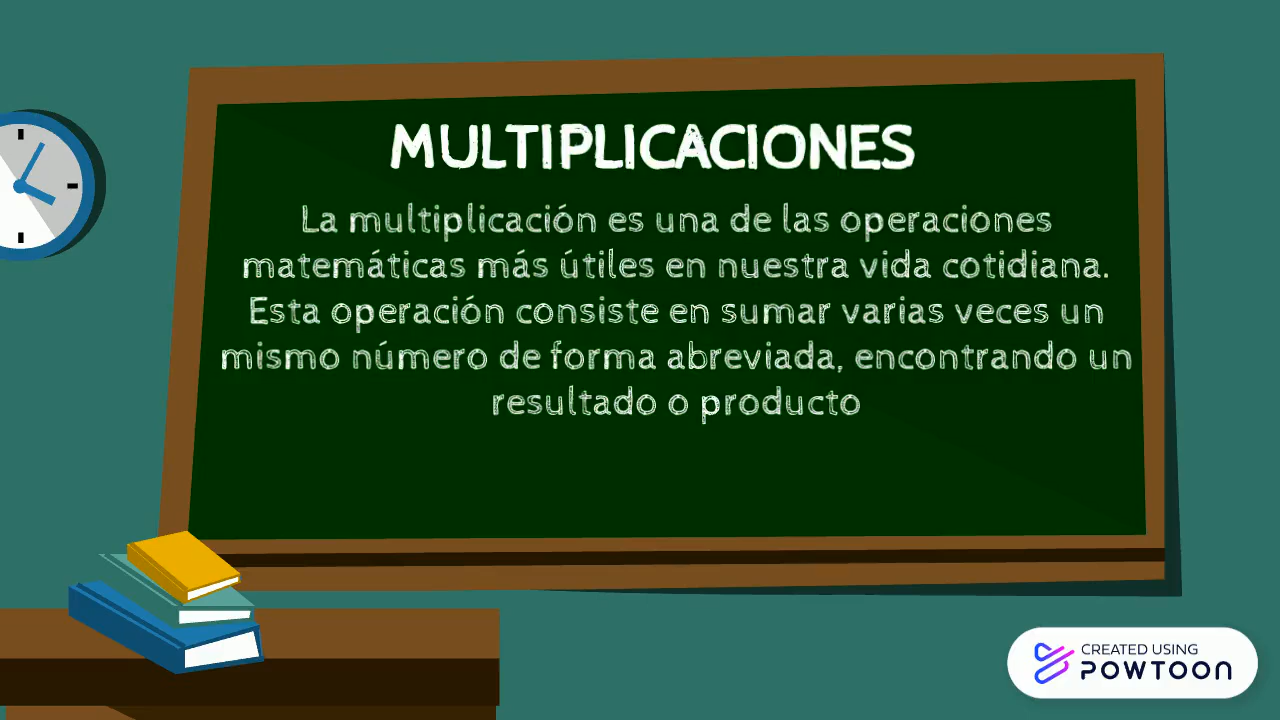 MULTIPLICACIONES
La multiplicación es una de las operaciones
matemáticas más útiles en nuestra vida cotidiana.
Esta operación consiste en sumar varias veces un
mismo número de forma abreviada, encontrando un
resultado o producto
CREATED USING
POWTOON